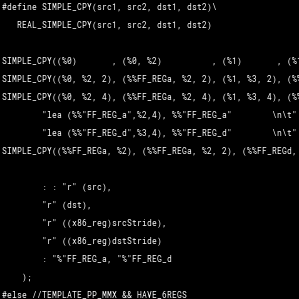 #define SIMPLE_CPY(src1, src2, dst1, dst2)\
REAL_SIMPLE_CPY(src1, src2, dst1, dst2)
SIMPLE_CPY((%0) , (%0, %2) , (%1) , (%
SIMPLE_CPY((%0, %2, 2), (%%FF_REGa, %2, 2), (%1, %3, 2), (%%
SIMPLE_CPY((%0, %2, 4), (%%FF_REGa, %2, 4), (%1, %3, 4), (%%
"lea (%%"FF_REG_a",%2,4), %%"FF_REG_a" \n\t"
"lea (%%"FF_REG_d",%3,4), %%"FF_REG_d" \n\t"
SIMPLE_CPY((%%FF_REGa, %2), (%%FF_REGa, %2, 2), (%%FF_REGd,
: : "r" (src),
"r" (dst),
"r" ((x86_reg)srcStride),
"r" ((x86_reg)dstStride)
: "%"FF_REG_a, "%"FF_REG_d
);
#else //TEMPLATE_PP_MMX && HAVE_6REGS